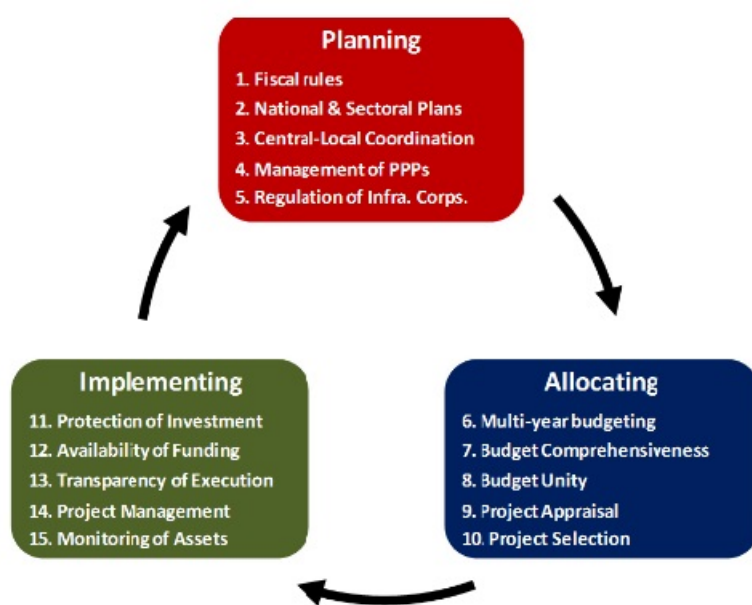 Planning
1. Fiscal rules
2. National & Sectoral Plans
3. Central-Local Coordination
4. Management of PPPs
5. Regulation of Infra. Corps.
Implementing
11. Protection of Investment
12. Availability of Funding
13. Transparency of Execution
14. Project Management
15. Monitoring of Assets
Allocating
6. Multi-year budgeting
7. Budget Comprehensiveness
8. Budget Unity
9. Project Appraisal
10. Project Selection